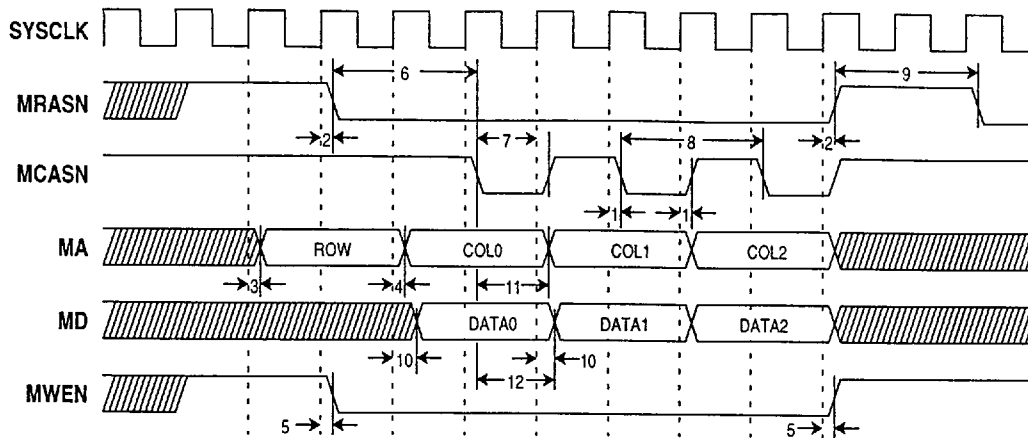 SYSCLK
MRASN
6
9
2
2
MCASN
7
8
1
1
MA
ROW
COL0
COL1
COL2
3
4
11
MD
DATA0
DATA1
DATA2
10
10
12
MWEN
5
5